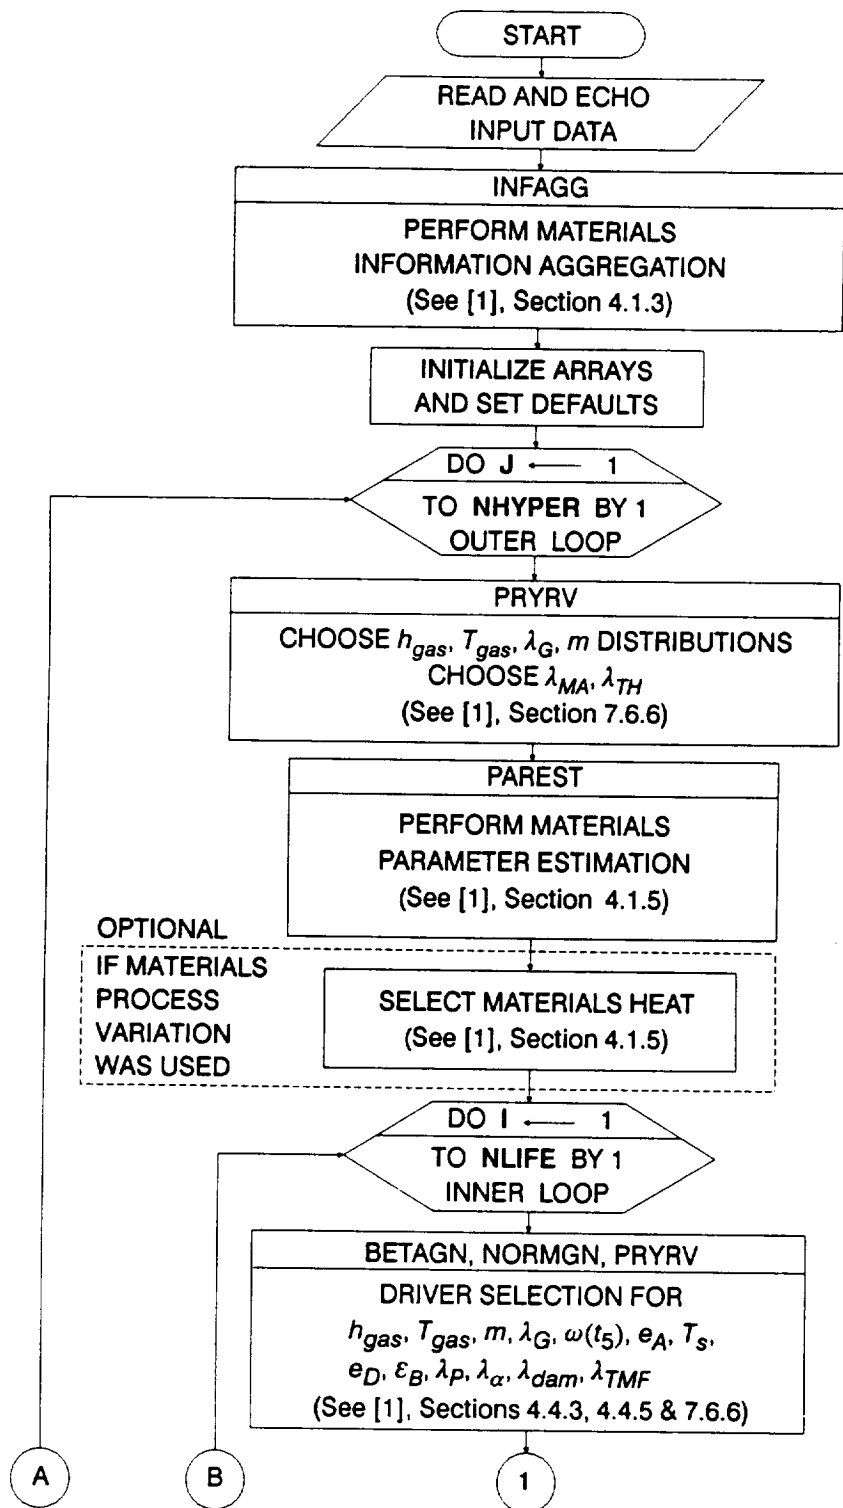 START
READ AND ECHO
INPUT DATA
INFAGG
PERFORM MATERIALS
INFORMATION AGGREGATION
(See [1], Section 4.1.3)
INITIALIZE ARRAYS
AND SET DEFAULTS
DO J ← 1
TO NHYPER BY 1
OUTER LOOP
PRYRV
CHOOSE h_gas, T_gas, λ_G, m DISTRIBUTIONS
CHOOSE λ_MA, λ_TH
(See [1], Section 7.6.6)
PAREST
PERFORM MATERIALS
PARAMETER ESTIMATION
(See [1], Section 4.1.5)
OPTIONAL
IF MATERIALS
PROCESS
VARIATION
WAS USED
SELECT MATERIALS HEAT
(See [1], Section 4.1.5)
DO I ← 1
TO NLIFE BY 1
INNER LOOP
BETAGN, NORMGN, PRYRV
DRIVER SELECTION FOR
h_gas, T_gas, m, λ_G, ω(t_5), e_A, T_s,
e_D, ε_B, λ_P, λ_α, λ_dam, λ_TMF
(See [1], Sections 4.4.3, 4.4.5 & 7.6.6)
A
B
1